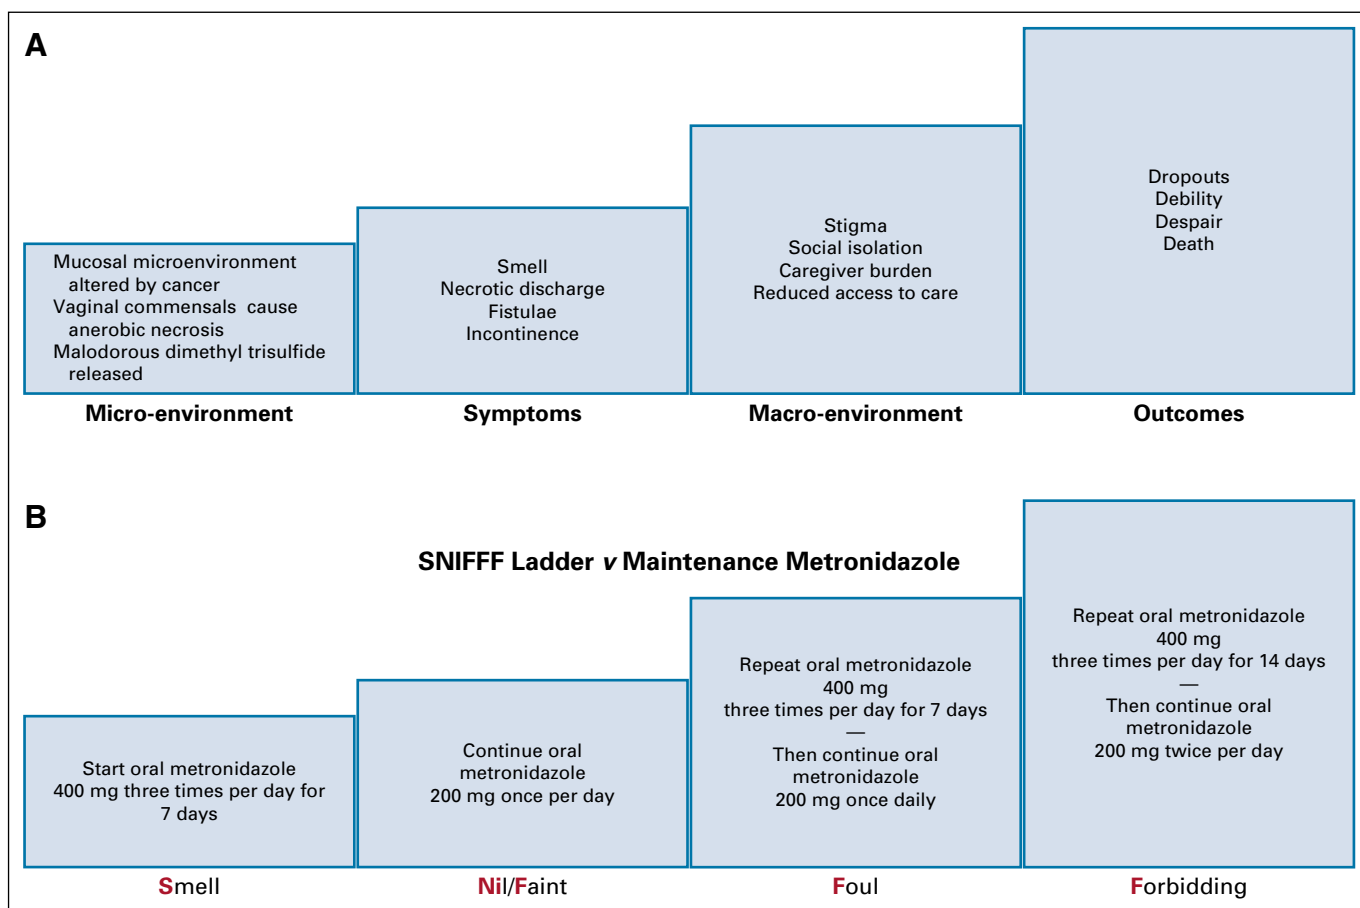 A
Mucosal microenvironment
altered by cancer
Vaginal commensals cause
anerobic necrosis
Malodorous dimethyl trisulfide
released
Micro-environment
Smell
Necrotic discharge
Fistulae
Incontinence
Symptoms
Stigma
Social isolation
Caregiver burden
Reduced access to care
Macro-environment
Dropouts
Debility
Despair
Death
Outcomes
B
SNIFFF Ladder v Maintenance Metronidazole
Start oral metronidazole
400 mg three times per day for
7 days
Smell
Continue oral
metronidazole
200 mg once per day
Nil/Faint
Repeat oral metronidazole
400 mg
three times per day for 7 days
—
Then continue oral
metronidazole
200 mg once daily
Foul
Repeat oral metronidazole
400 mg
three times per day for 14 days
—
Then continue oral
metronidazole
200 mg twice per day
Forbidding